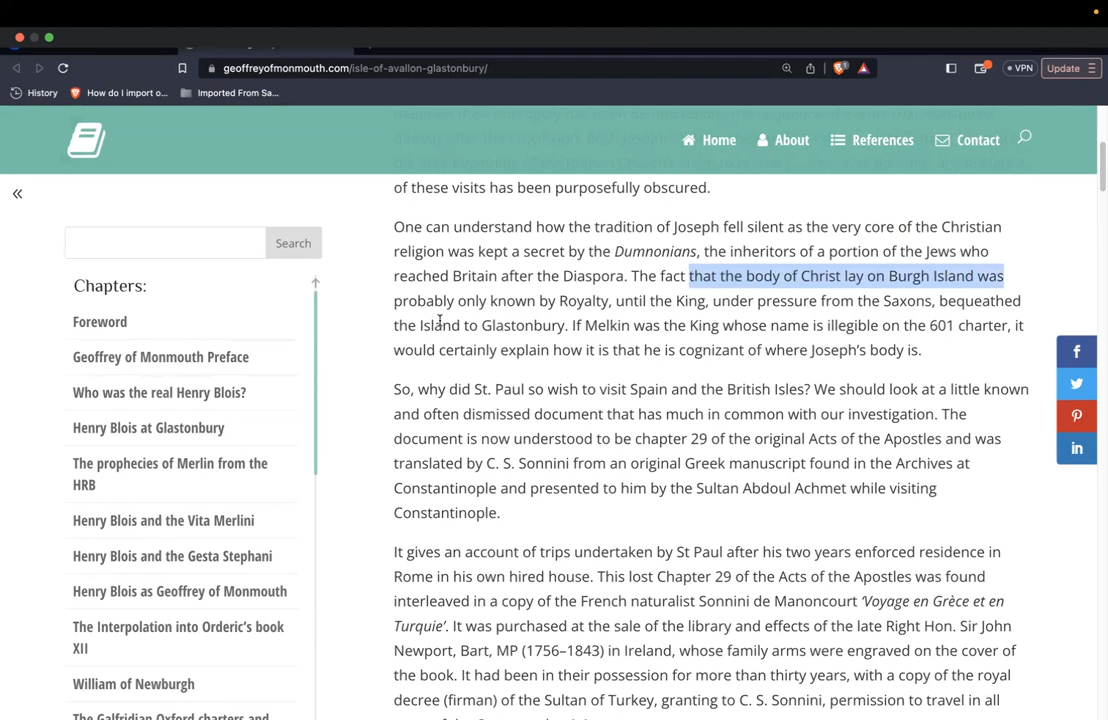 geoffreyofmonmouth.com/isle-of-avallon-glastonbury/
VPN
Update
History
How do I import o...
Imported From Sa...
Home
About
References
Contact
of these visits has been purposefully obscured.
One can understand how the tradition of Joseph fell silent as the very core of the Christian
religion was kept a secret by the Dumnonians, the inheritors of a portion of the Jews who
reached Britain after the Diaspora. The fact that the body of Christ lay on Burgh Island was
probably only known by Royalty, until the King, under pressure from the Saxons, bequeathed
the Island to Glastonbury. If Melkin was the King whose name is illegible on the 601 charter, it
would certainly explain how it is that he is cognizant of where Joseph’s body is.
So, why did St. Paul so wish to visit Spain and the British Isles? We should look at a little known
and often dismissed document that has much in common with our investigation. The
document is now understood to be chapter 29 of the original Acts of the Apostles and was
translated by C. S. Sonnini from an original Greek manuscript found in the Archives at
Constantinople and presented to him by the Sultan Abdoul Achmet while visiting
Constantinople.
It gives an account of trips undertaken by St Paul after his two years enforced residence in
Rome in his own hired house. This lost Chapter 29 of the Acts of the Apostles was found
interleaved in a copy of the French naturalist Sonnini de Manoncourt ‘Voyage en Grèce et en
Turquie’. It was purchased at the sale of the library and effects of the late Right Hon. Sir John
Newport, Bart, MP (1756–1843) in Ireland, whose family arms were engraved on the cover of
the book. It had been in their possession for more than thirty years, with a copy of the royal
decree (firman) of the Sultan of Turkey, granting to C. S. Sonnini, permission to travel in all
«
Search
Chapters:
Foreword
Geoffrey of Monmouth Preface
Who was the real Henry Blois?
Henry Blois at Glastonbury
The prophecies of Merlin from the
HRB
Henry Blois and the Vita Merlini
Henry Blois and the Gesta Stephani
Henry Blois as Geoffrey of Monmouth
The Interpolation into Orderic’s book
XII
William of Newburgh
The Galfridian Oxford charters and